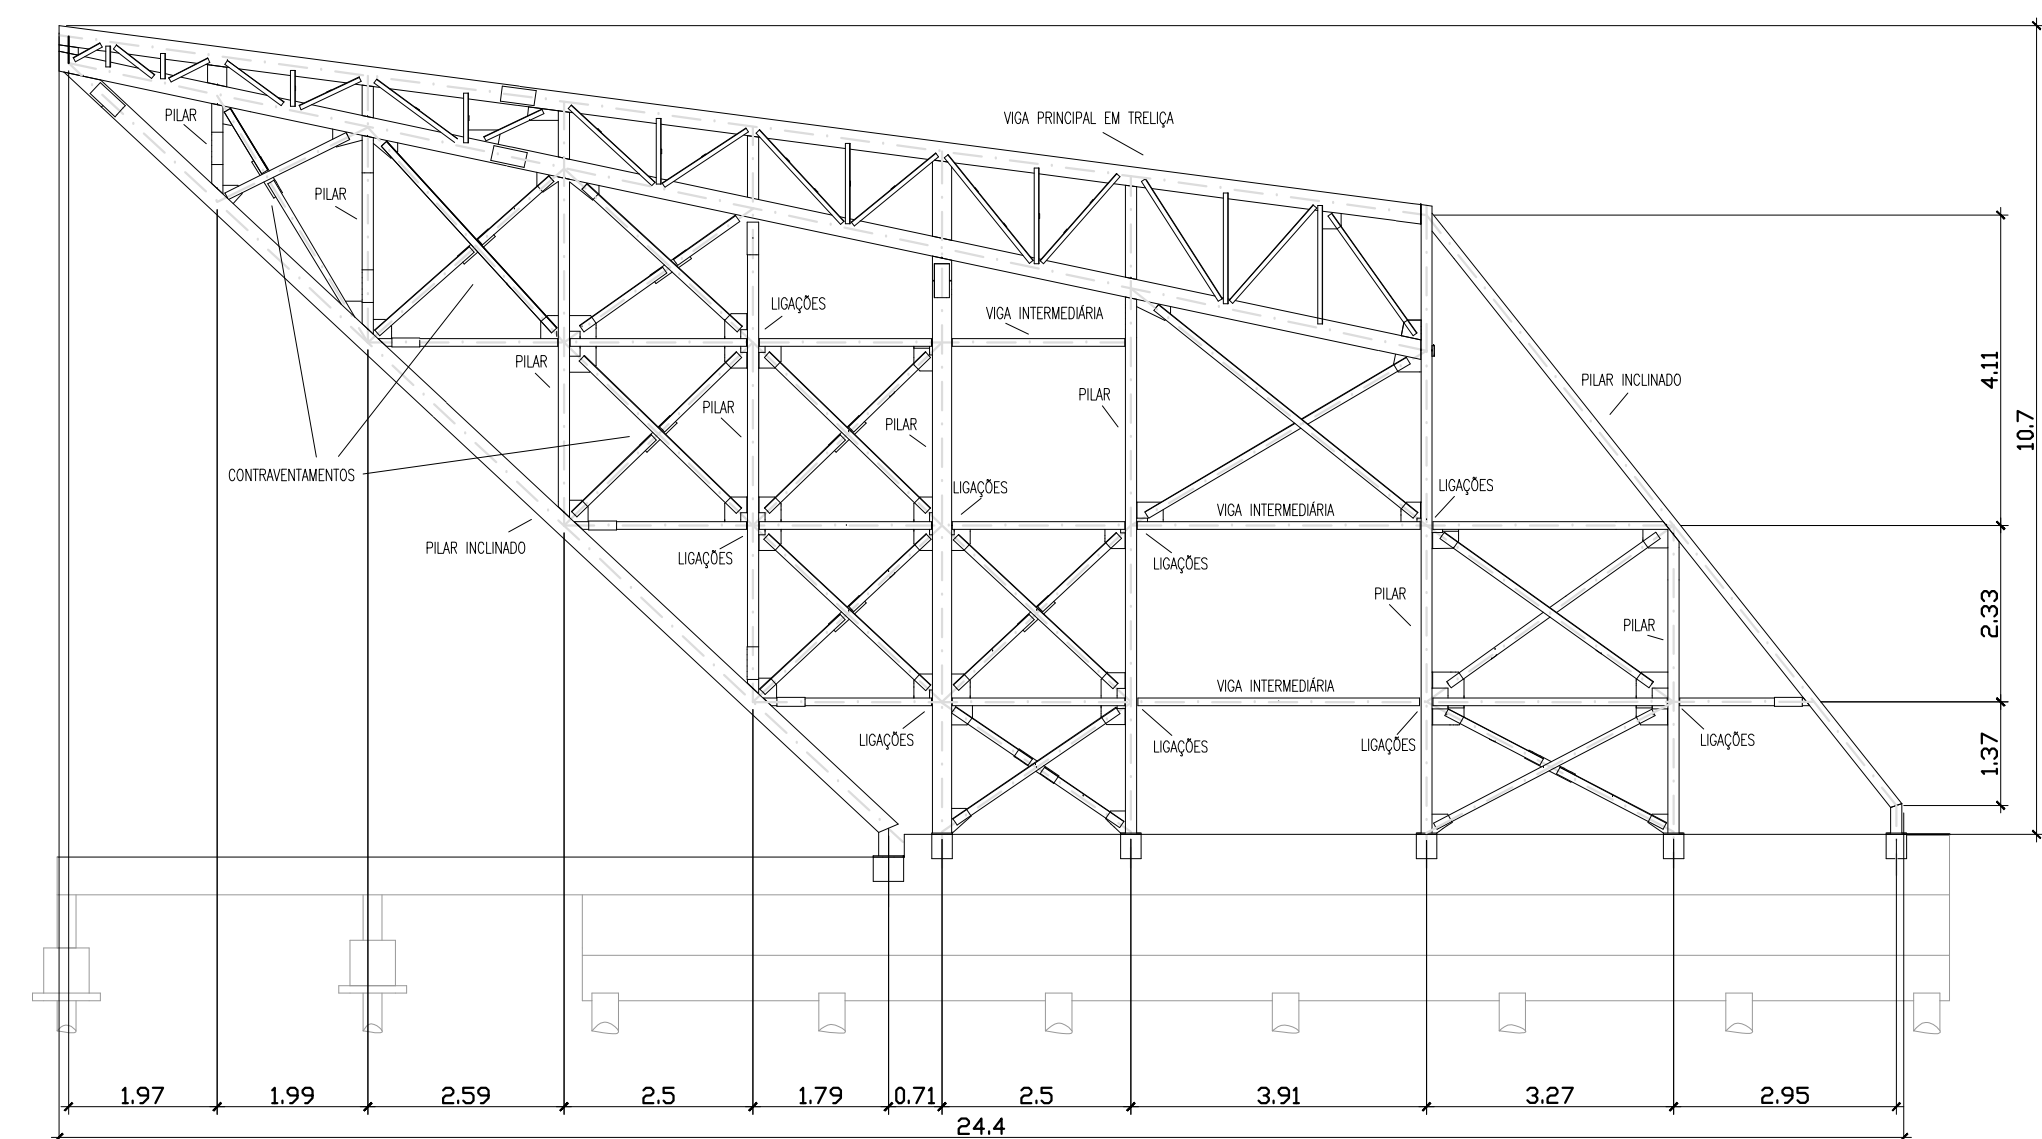 VIGA PRINCIPAL EM TRELIÇA
PILAR
PILAR
LIGAÇÕES
VIGA INTERMEDIÁRIA
PILAR
PILAR INCLINADO
4.11
10.7
PILAR
PILAR
PILAR
CONTRAVENTAMENTOS
LIGAÇÕES
LIGAÇÕES
VIGA INTERMEDIÁRIA
PILAR INCLINADO
LIGAÇÕES
LIGAÇÕES
PILAR
PILAR
2.33
VIGA INTERMEDIÁRIA
LIGAÇÕES
LIGAÇÕES
LIGAÇÕES
LIGAÇÕES
1.37
1.97 1.99 2.59 2.5 1.79 0.71 2.5 3.91 3.27 2.95
24.4